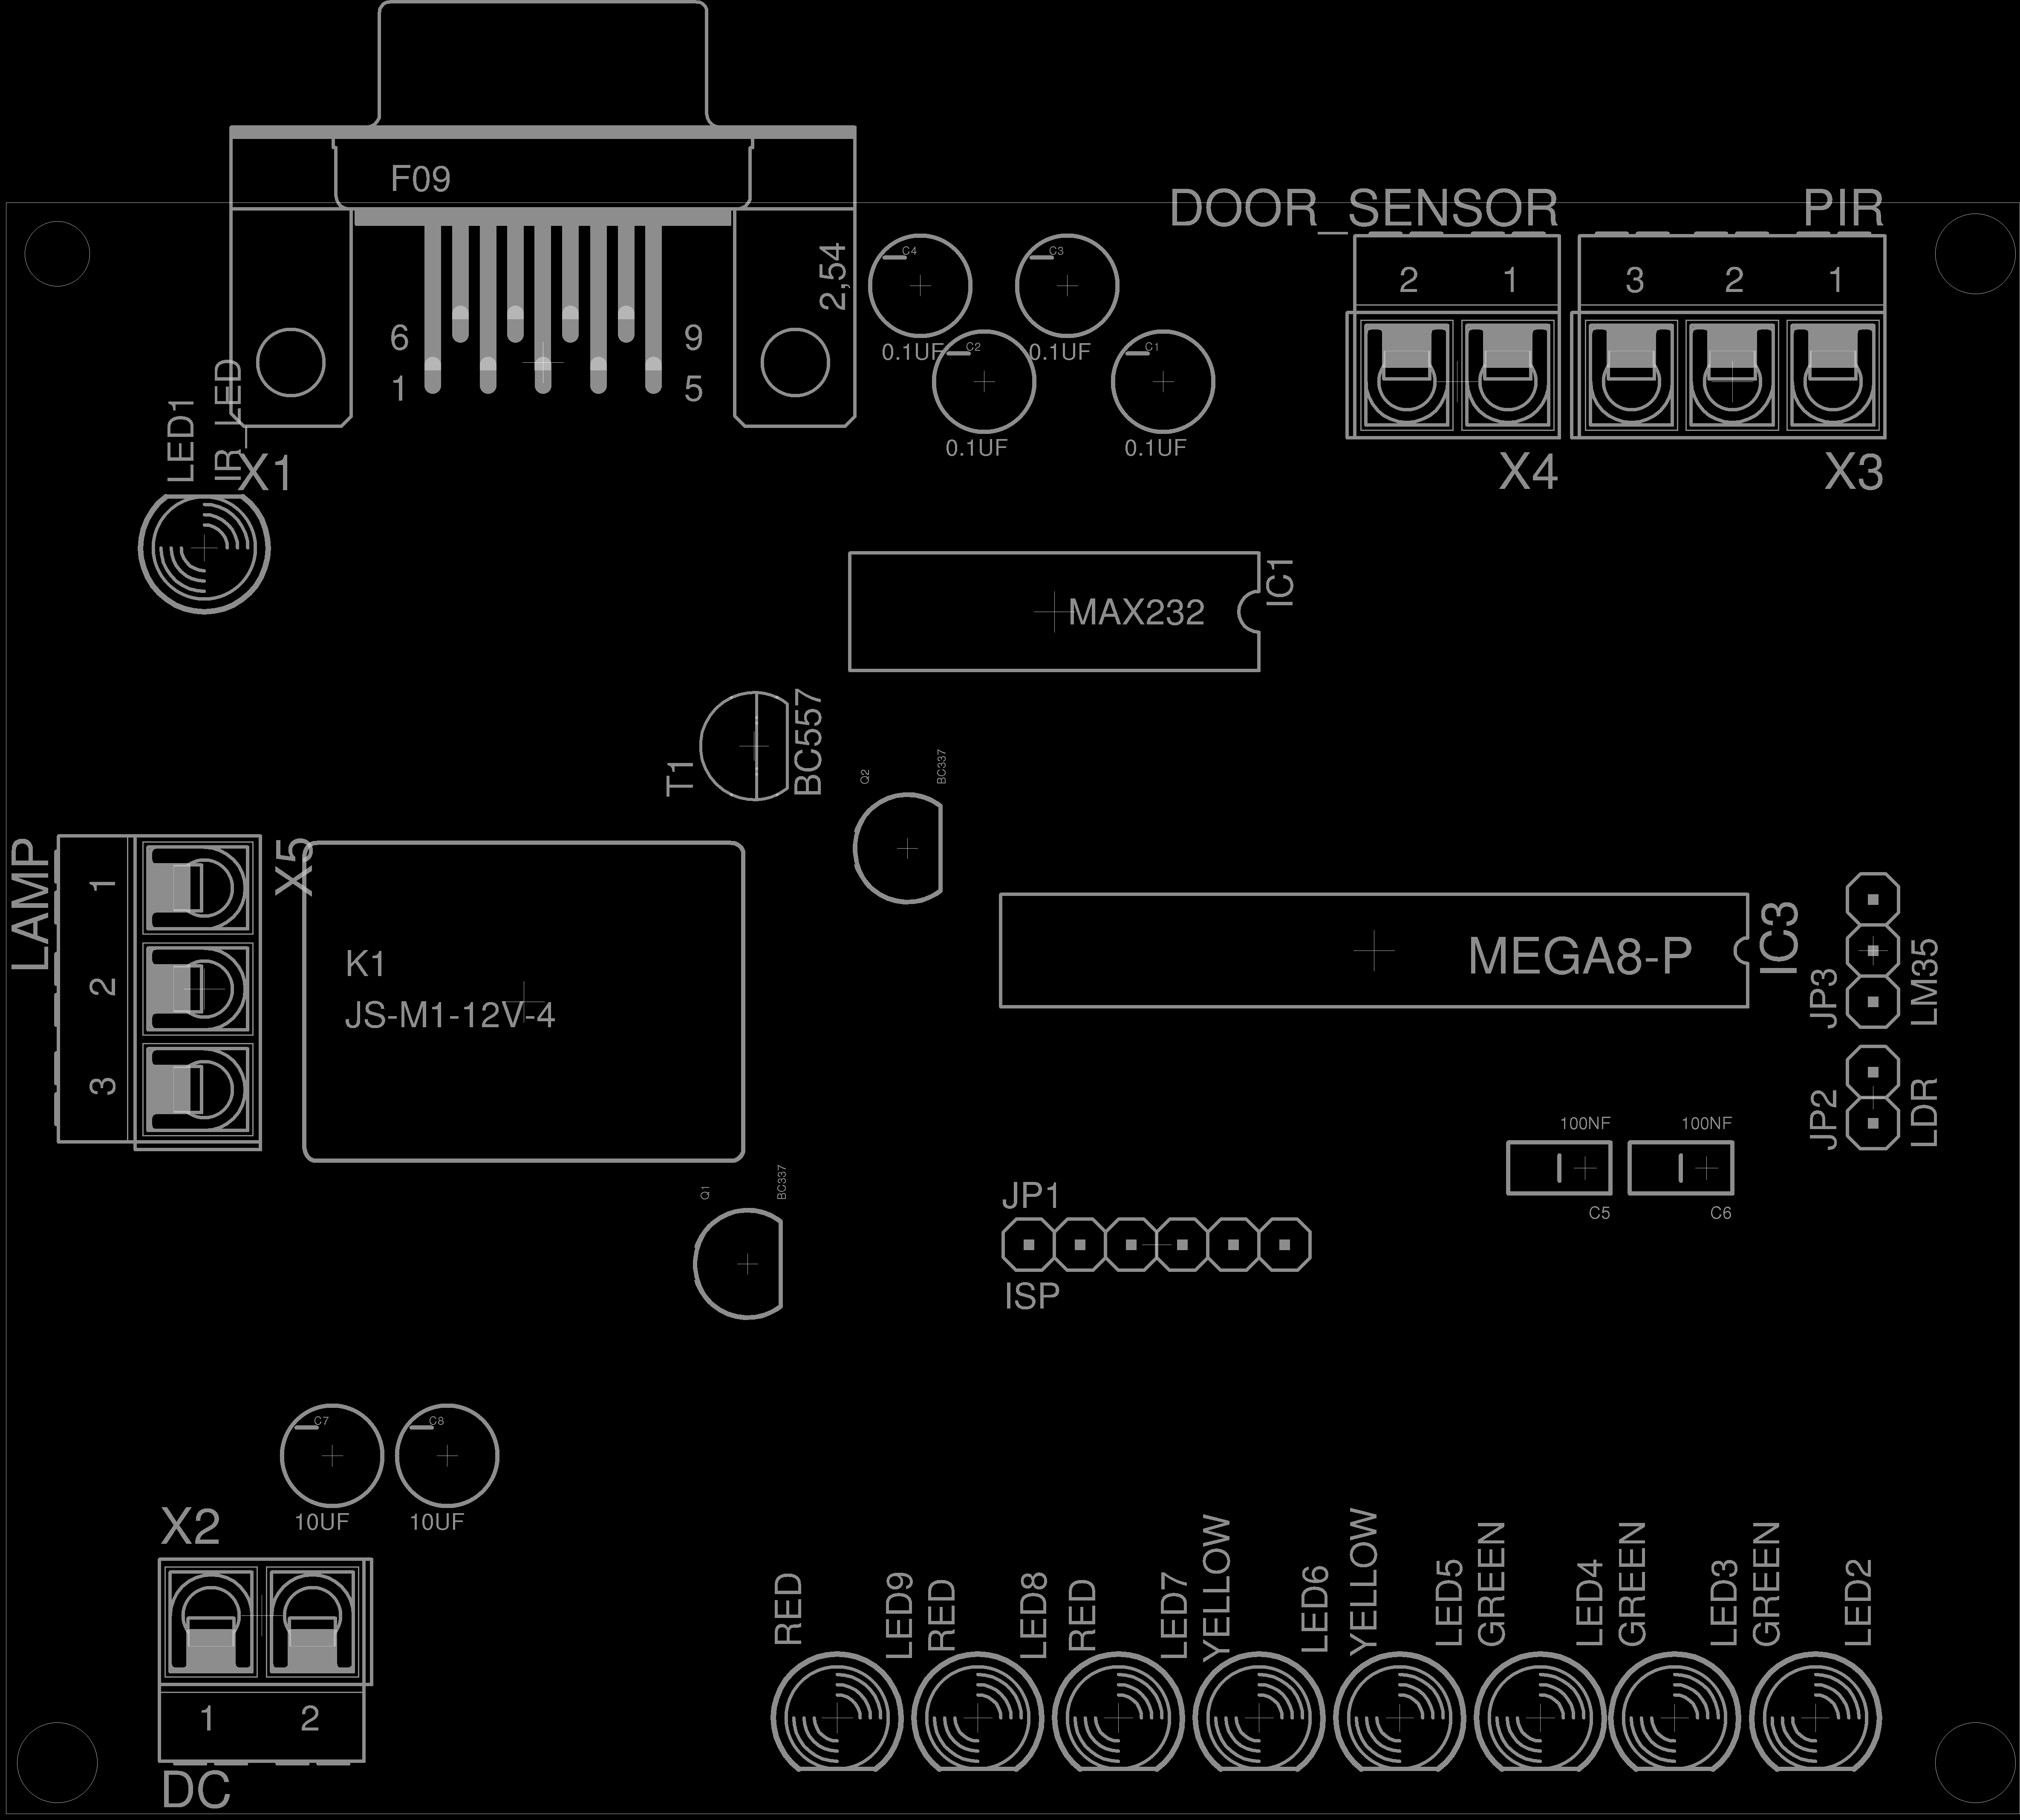 F09
DOOR_SENSOR
PIR
2,54
C4
C3
2
1
3
2
1
6
9
0.1UF
C2
0.1UF
C1
1
5
LED1
IR_LED
X1
0.1UF
0.1UF
X4
X3
MAX232
IC1
T1
BC557
Q2
BC337
LAMP
1
2
3
X5
K1
JS-M1-12V-4
MEGA8-P
IC3
JP3
LM35
JP2
LDR
100NF
100NF
C5
C6
Q1
BC337
JP1
ISP
C7
C8
10UF
10UF
X2
1
2
DC
RED
LED9
RED
LED8
RED
LED7
YELLOW
LED6
YELLOW
LED5
GREEN
LED4
GREEN
LED3
GREEN
LED2